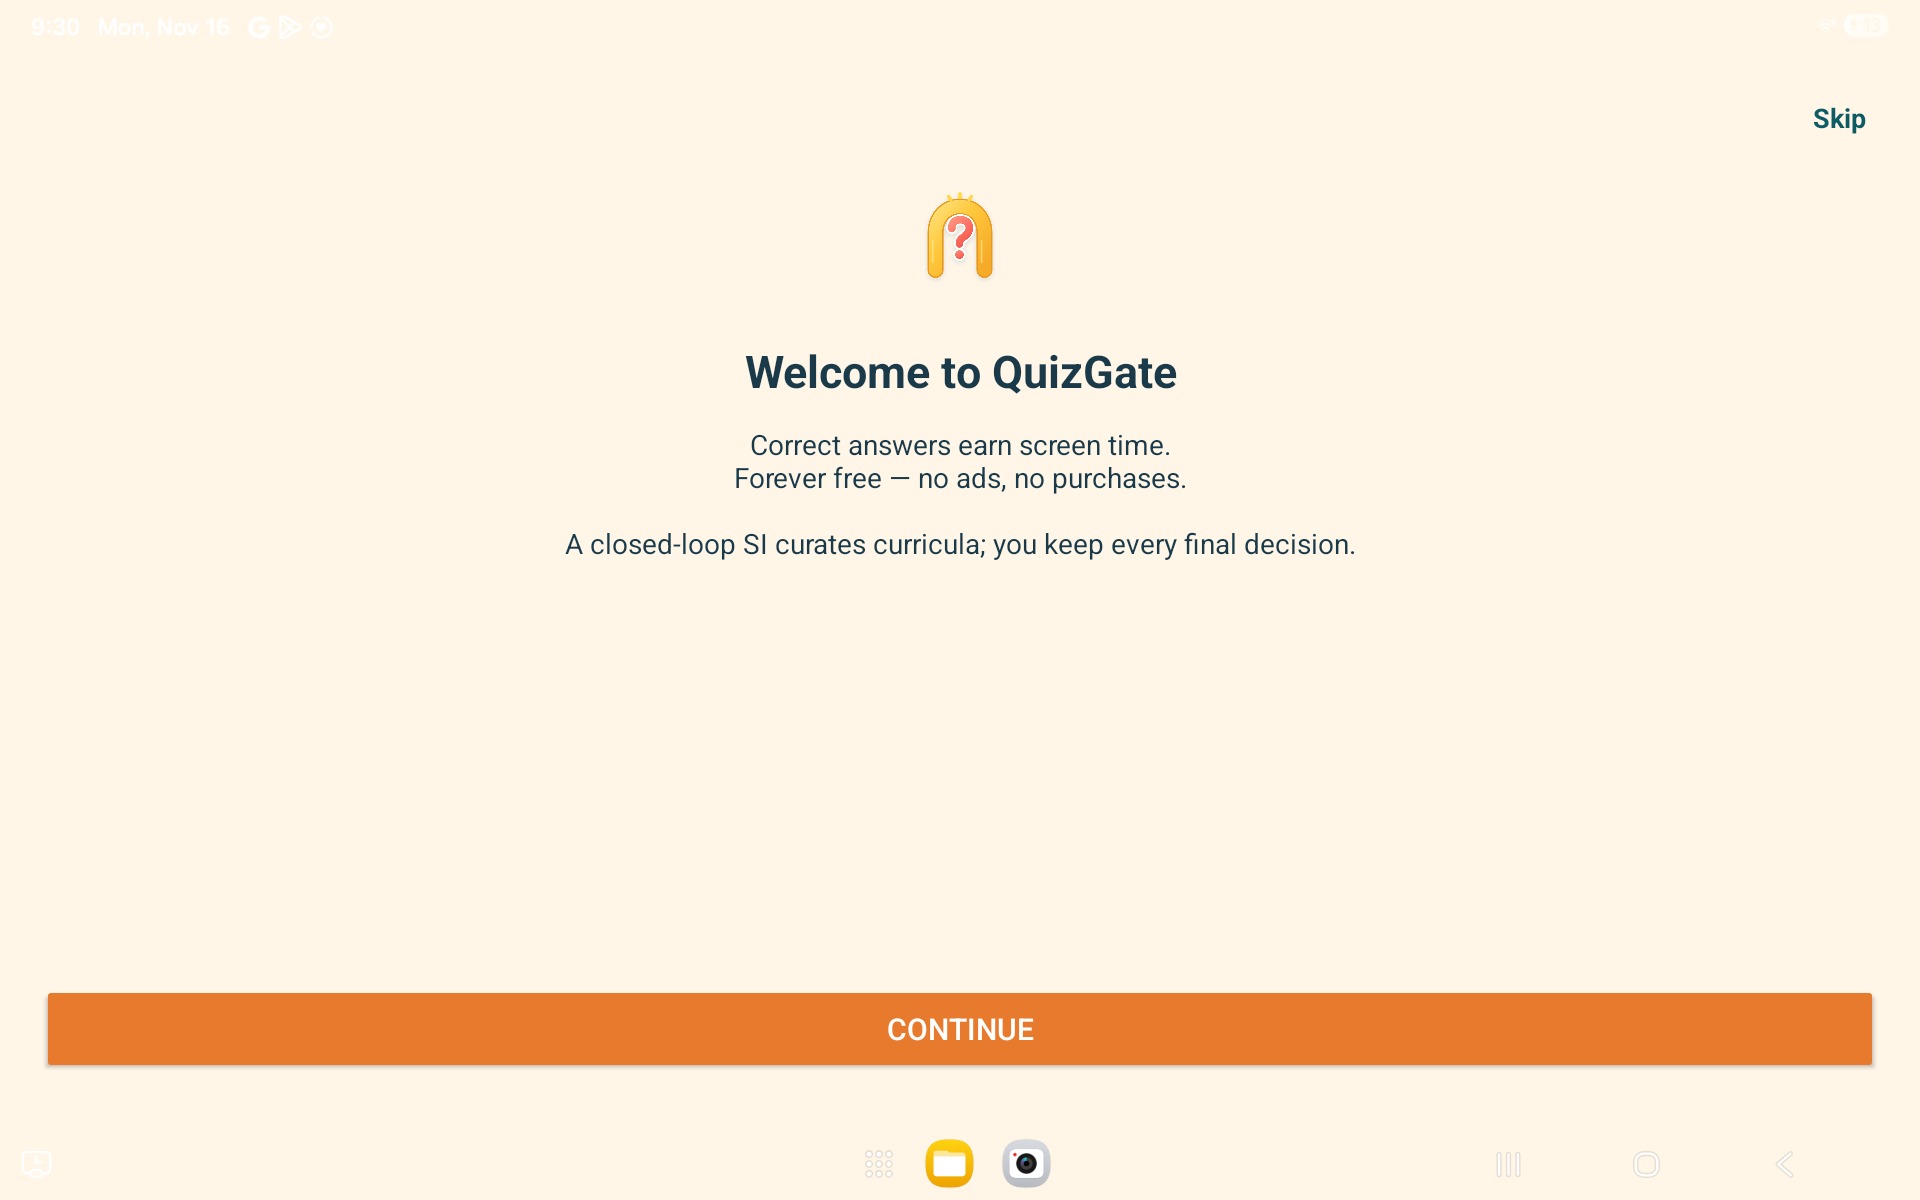 9:30 Mon, Nov 16
Skip
?
Welcome to QuizGate
Correct answers earn screen time.
Forever free — no ads, no purchases.
A closed-loop SI curates curricula; you keep every final decision.
CONTINUE